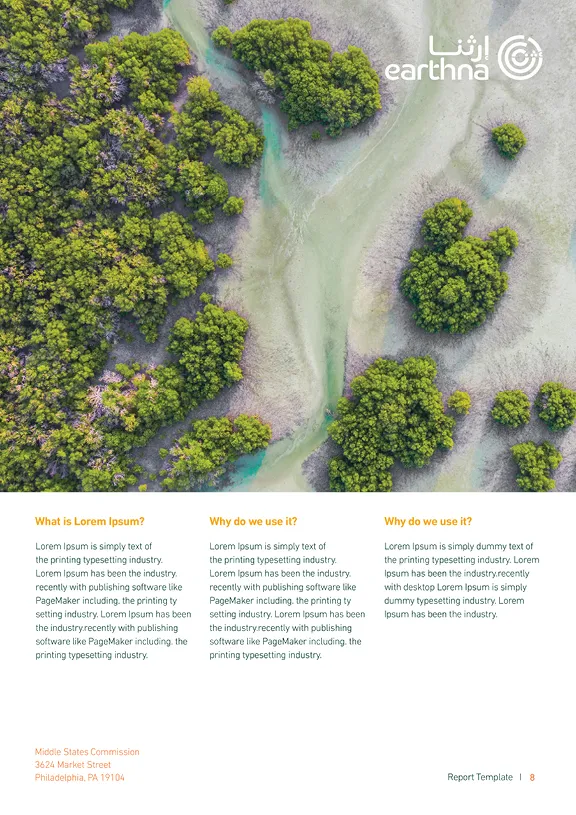 إرثنا
earthna
What is Lorem Ipsum?
Lorem Ipsum is simply text of
the printing typesetting industry.
Lorem Ipsum has been the industry.
recently with publishing software like
PageMaker including. the printing ty
setting industry. Lorem Ipsum has been
the industry.recently with publishing
software like PageMaker including. the
printing typesetting industry.
Why do we use it?
Lorem Ipsum is simply text of
the printing typesetting industry.
Lorem Ipsum has been the industry.
recently with publishing software like
PageMaker including. the printing ty
setting industry. Lorem Ipsum has been
the industry.recently with publishing
software like PageMaker including. the
printing typesetting industry.
Why do we use it?
Lorem Ipsum is simply dummy text of
the printing typesetting industry. Lorem
Ipsum has been the industry.recently
with desktop Lorem Ipsum is simply
dummy typesetting industry. Lorem
Ipsum has been the industry.
Middle States Commission
3624 Market Street
Philadelphia, PA 19104
Report Template | 8